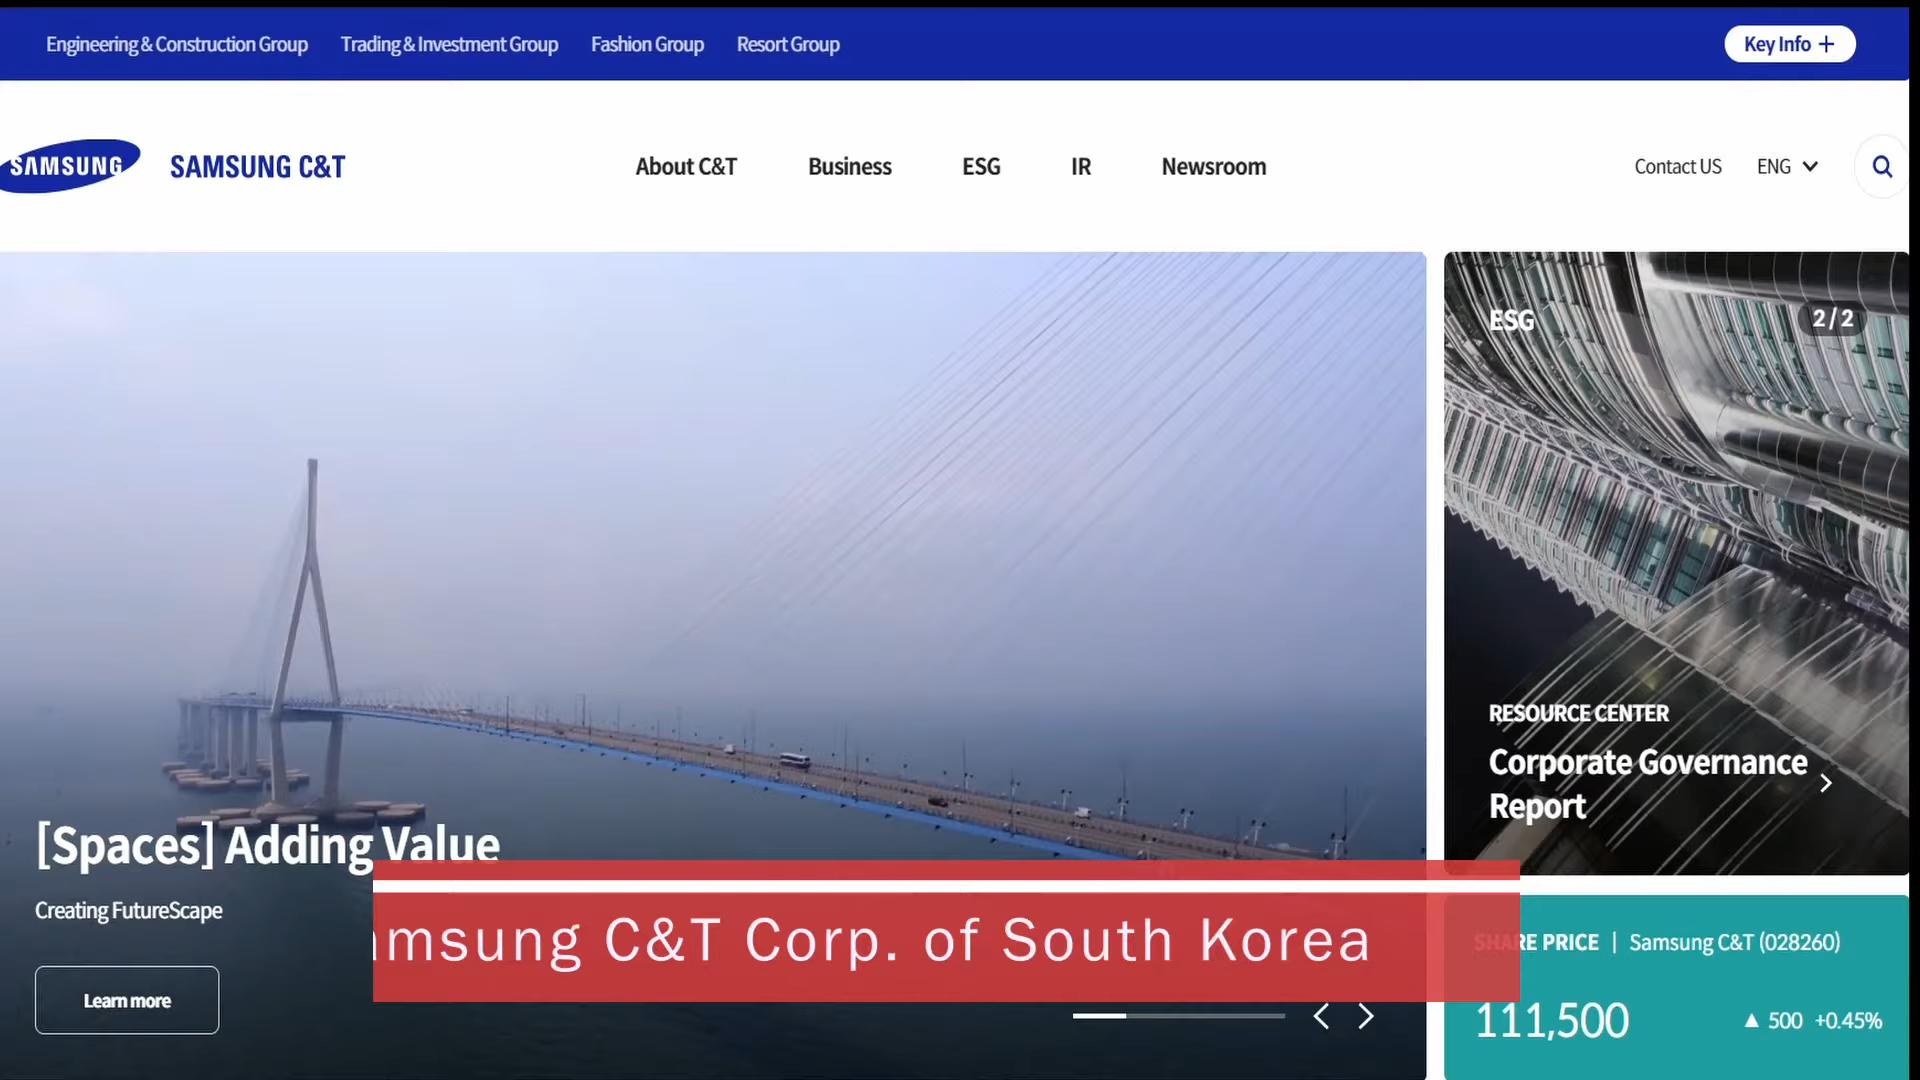 Engineering & Construction Group Trading & Investment Group Fashion Group Resort Group Key Info +
SAMSUNG SAMSUNG C&T About C&T Business ESG IR Newsroom Contact US ENG
ESG 2 / 2
RESOURCE CENTER
Corporate Governance
Report
[Spaces] Adding Value
Creating FutureScape
Learn more
amsung C&T Corp. of South Korea
SHARE PRICE | Samsung C&T (028260)
111,500 ▲ 500 +0.45%